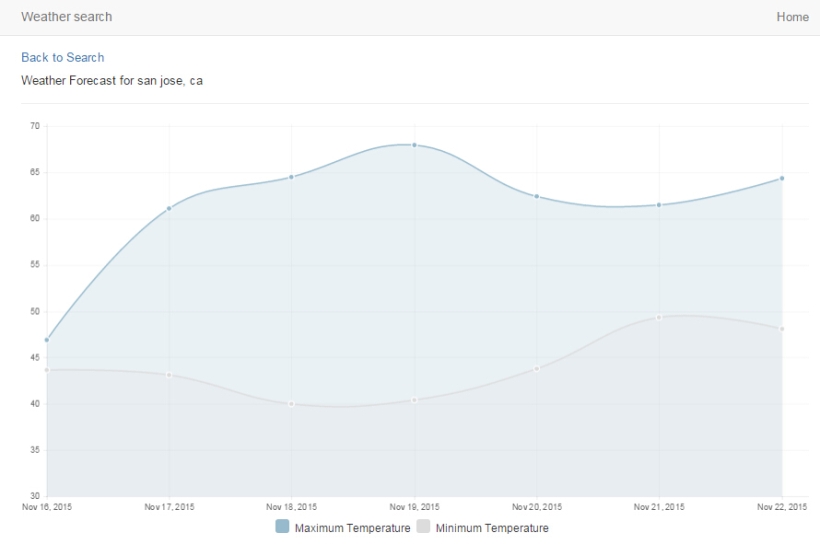 Weather search Home
Back to Search
Weather Forecast for san jose, ca
70
65
60
55
50
45
40
35
30
Nov 16, 2015 Nov 17, 2015 Nov 18, 2015 Nov 19, 2015 Nov 20, 2015 Nov 21, 2015 Nov 22, 2015
Maximum Temperature Minimum Temperature